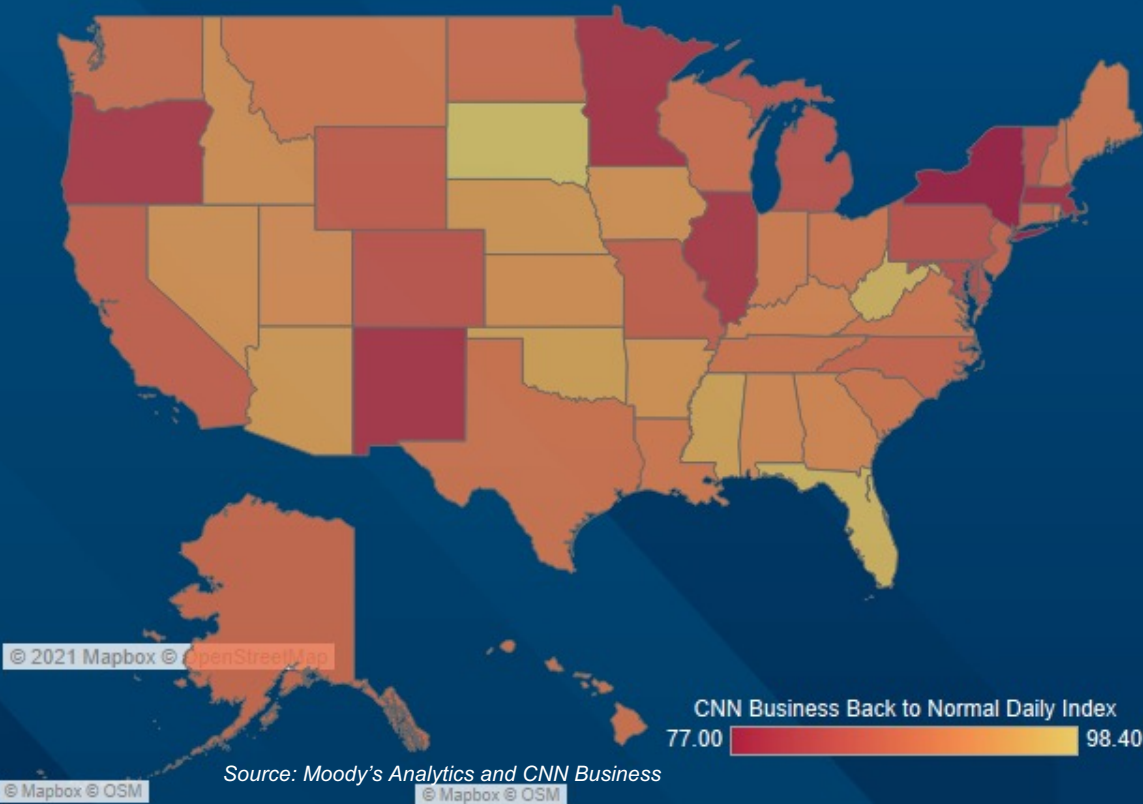 © 2021 Mapbox © OpenStreetMap
CNN Business Back to Normal Daily Index
77.00 98.40
Source: Moody's Analytics and CNN Business
© Mapbox © OSM
© Mapbox © OSM